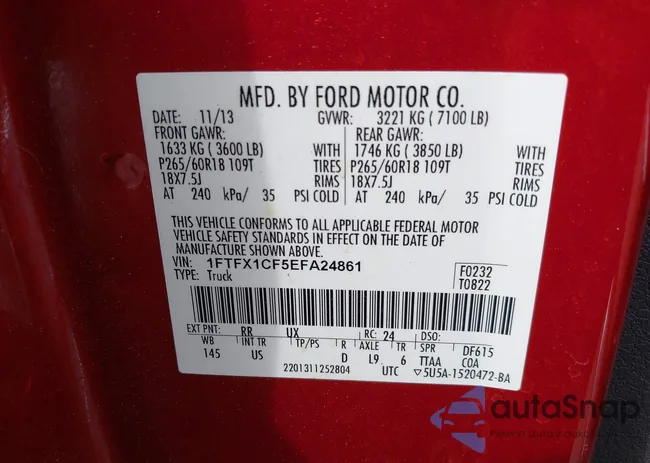 MFD. BY FORD MOTOR CO.
DATE: 11/13 GVWR: 3221 KG ( 7100 LB)
FRONT GAWR: REAR GAWR:
1633 KG ( 3600 LB) WITH 1746 KG ( 3850 LB) WITH
P265/60R18 109T TIRES P265/60R18 109T TIRES
18X7.5J RIMS 18X7.5J RIMS
AT 240 kPa/ 35 PSI COLD AT 240 kPa/ 35 PSI COLD
THIS VEHICLE CONFORMS TO ALL APPLICABLE FEDERAL MOTOR
VEHICLE SAFETY STANDARDS IN EFFECT ON THE DATE OF
MANUFACTURE SHOWN ABOVE.
VIN: 1FTFX1CF5EFA24861 F0232
TYPE: Truck T0822
EXT PNT: RR UX RC: 24 DSO:
WB INT TR TP/PS R AXLE TR SPR DF615
145 US D L9 6 TTAA COA
2201311252804 UTC ▽5U5A-1520472-BA
autoSnap